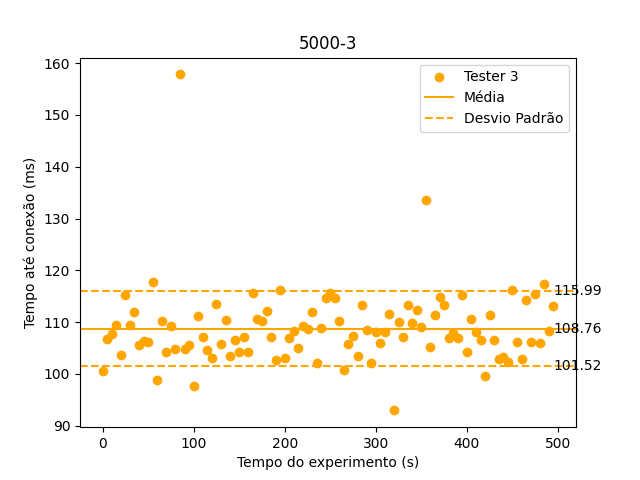 5000-3
Tester 3
Média
Desvio Padrão
Tempo até conexão (ms)
160
150
140
130
120
110
100
90
115.99
108.76
101.52
0 100 200 300 400 500
Tempo do experimento (s)